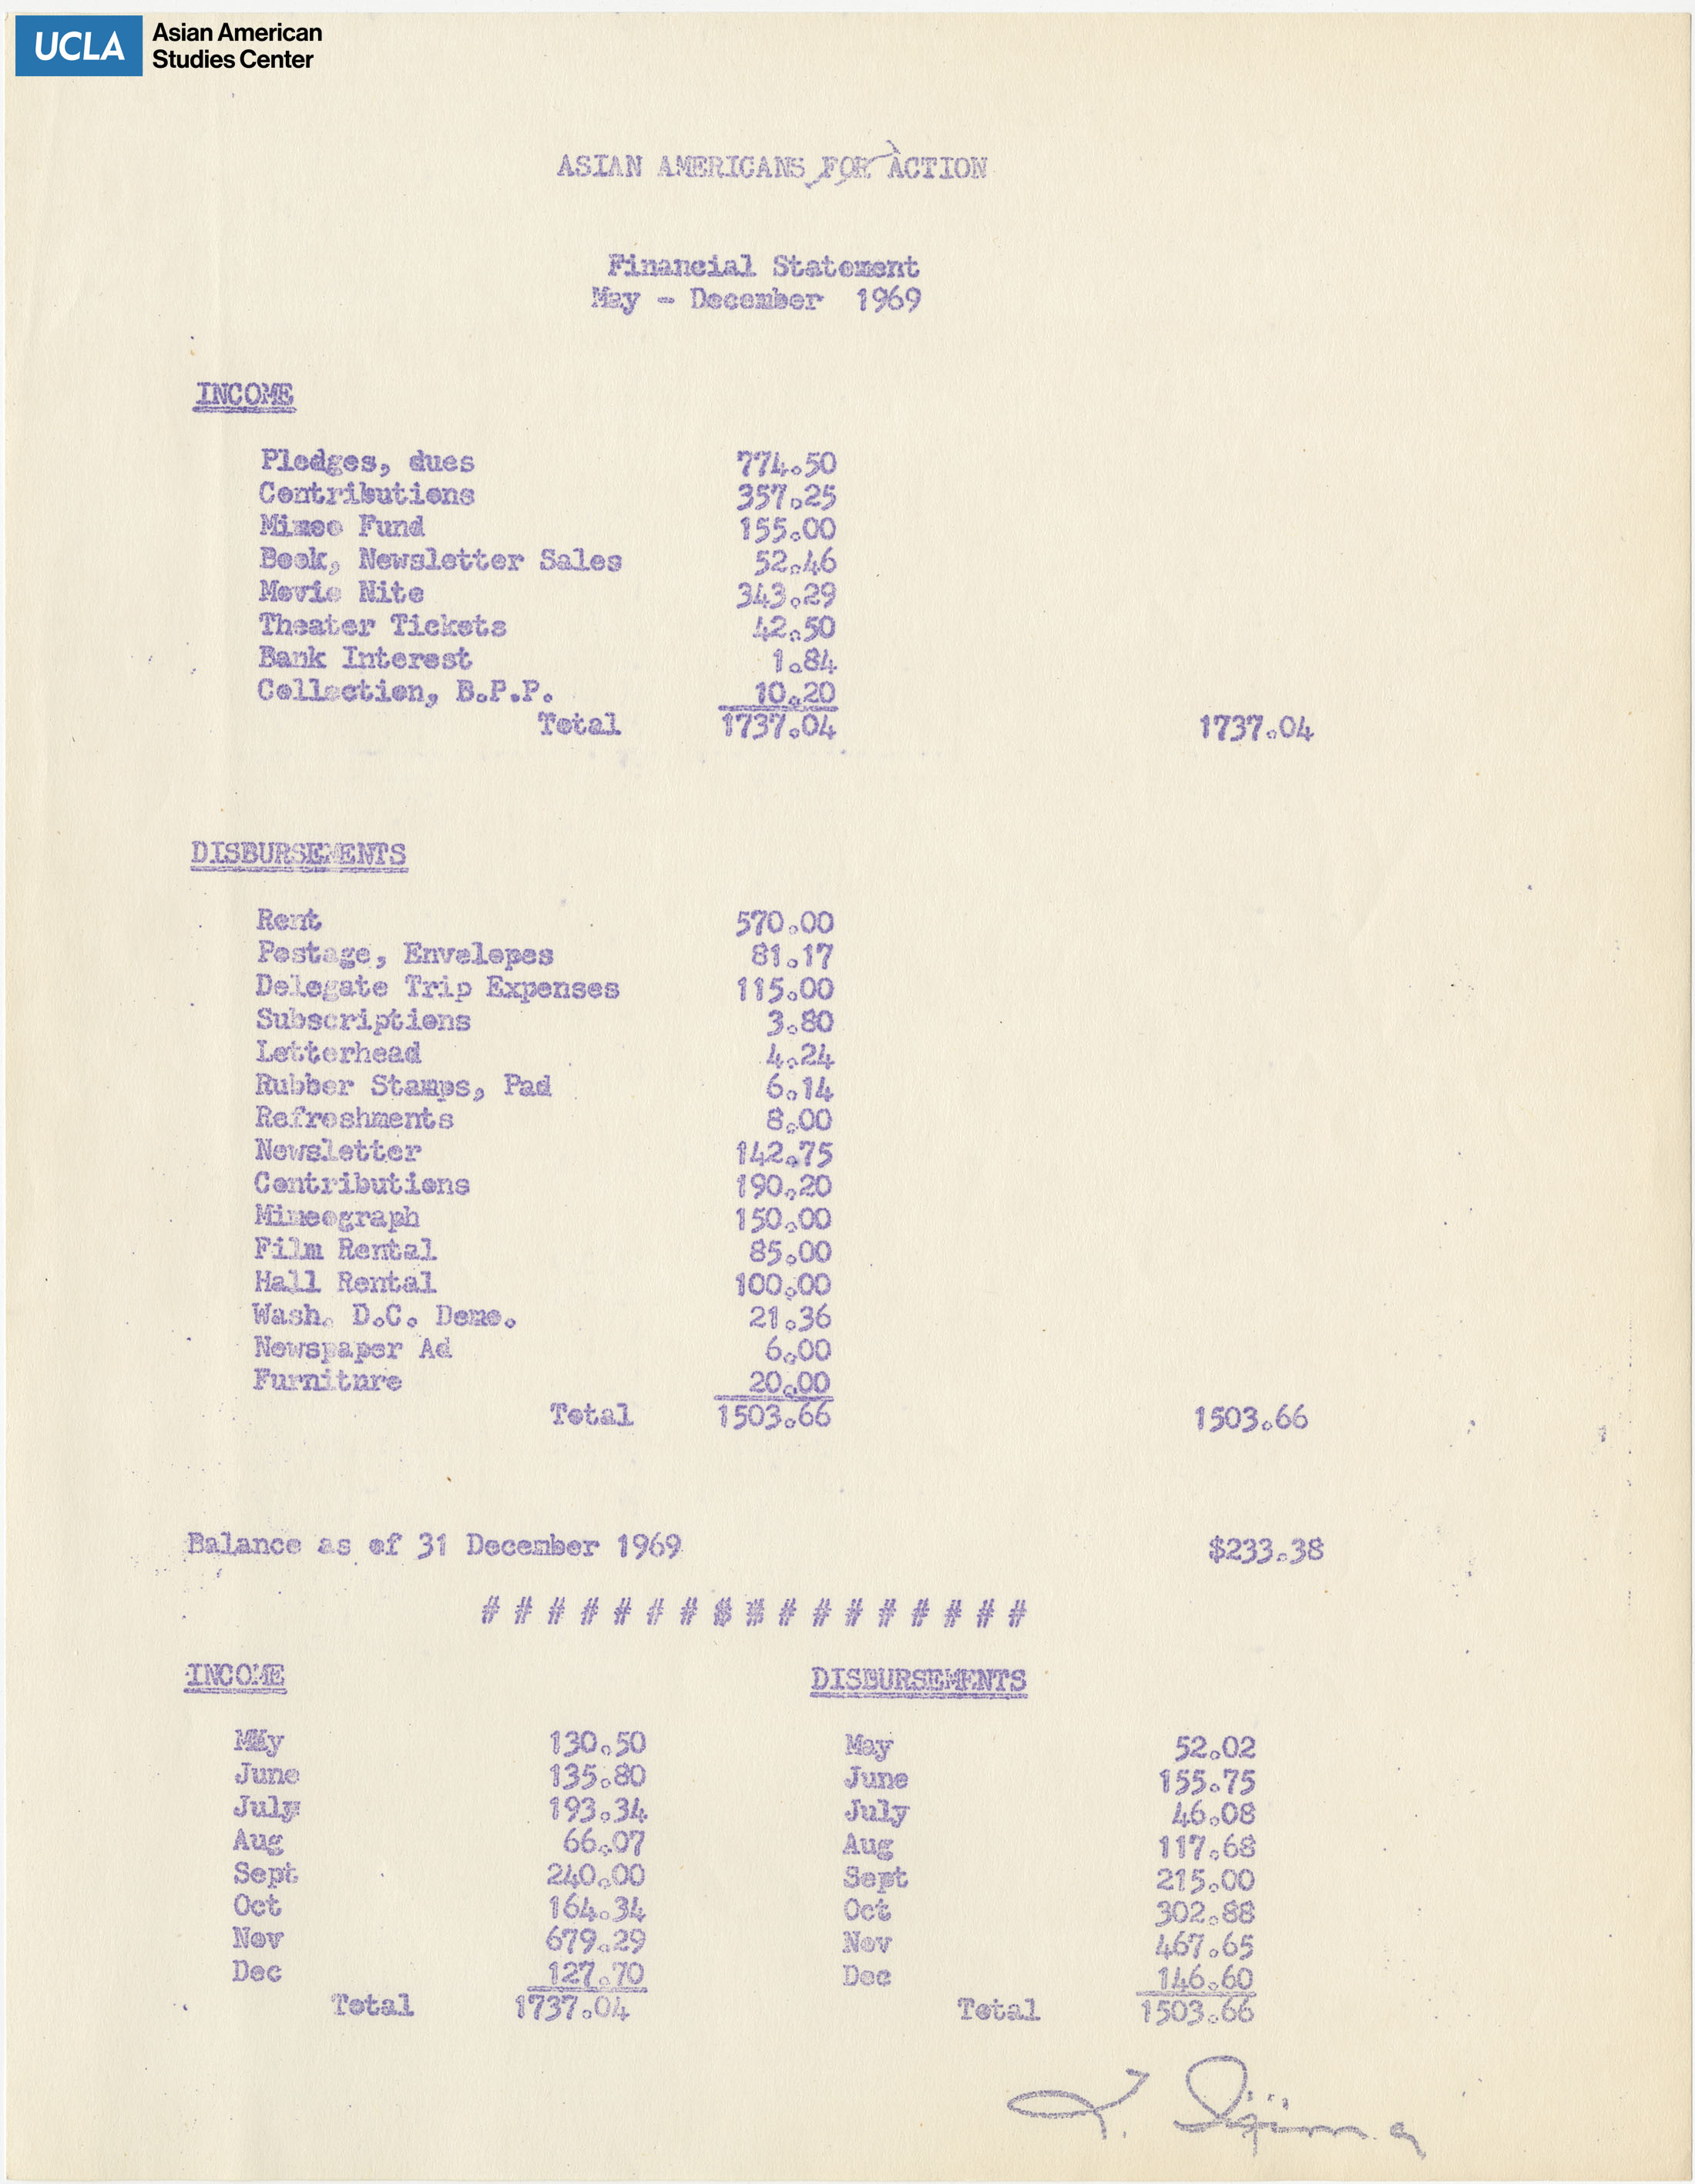 UCLA Asian American
Studies Center
ASIAN AMERICANS FOR ACTION
Financial Statement
May - December 1969
INCOME
Pledges, dues 774.50
Contributions 357.25
Mimeo Fund 155.00
Book, Newsletter Sales 52.46
Movie Nite 343.29
Theater Tickets 42.50
Bank Interest 1.84
Collection, B.P.P. 10.20
Total 1737.04 1737.04
DISBURSEMENTS
Rent 570.00
Postage, Envelopes 81.17
Delegate Trip Expenses 115.00
Subscriptions 3.80
Letterhead 4.24
Rubber Stamps, Pad 6.14
Refreshments 8.00
Newsletter 142.75
Contributions 190.20
Mimeograph 150.00
Film Rental 85.00
Hall Rental 100.00
Wash. D.C. Demo. 21.36
Newspaper Ad 6.00
Furniture 20.00
Total 1503.66 1503.66
Balance as of 31 December 1969 $233.38
# # # # # # # # # # # # # # # # #
INCOME DISBURSEMENTS
May 130.50 May 52.02
June 135.80 June 155.75
July 193.34 July 46.08
Aug 66.07 Aug 117.68
Sept 240.00 Sept 215.00
Oct 164.34 Oct 302.88
Nov 679.29 Nov 467.65
Dec 127.70 Dec 146.60
Total 1737.04 Total 1503.66
Iijima